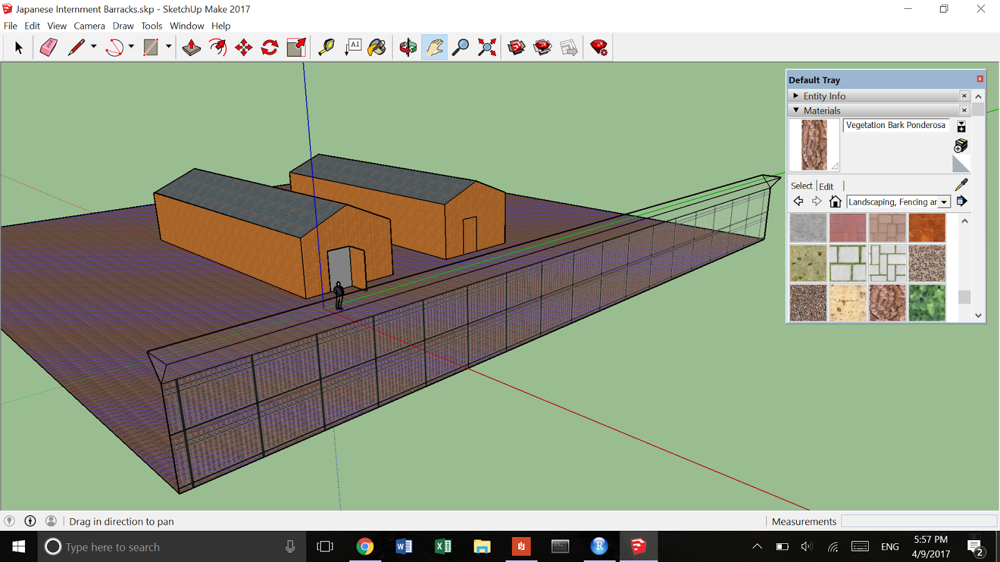 Japanese Internment Barracks.skp - SketchUp Make 2017
File Edit View Camera Draw Tools Window Help
A1
Default Tray
Entity Info
Materials
Vegetation Bark Ponderosa
Select Edit
Landscaping, Fencing ar
Drag in direction to pan
Measurements
Type here to search
ENG
5:57 PM
4/9/2017
2